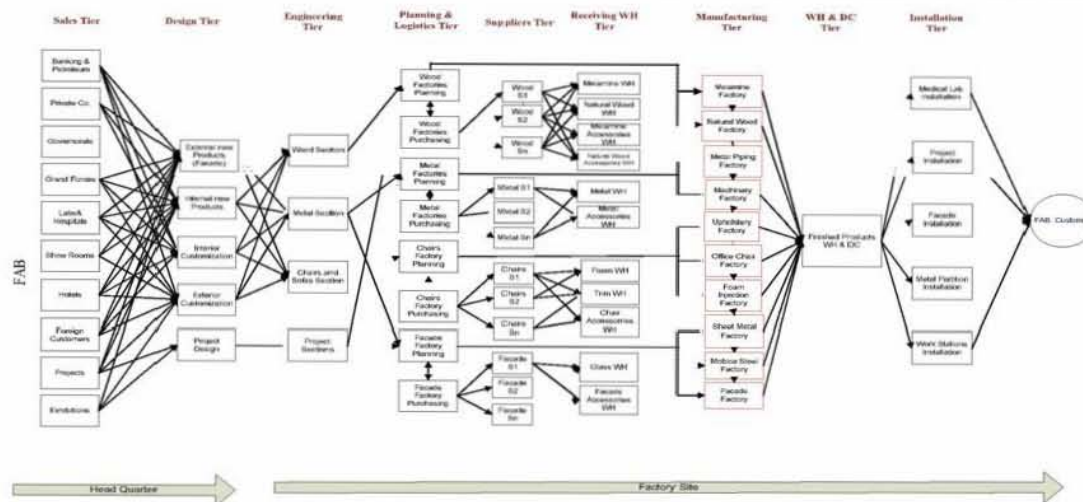 Sales Tier
Design Tier
Engineering
Tier
Planning &
Logistics Tier
Suppliers Tier
Receiving WH
Tier
Manufacturing
Tier
WH & DC
Tier
Installation
Tier
FAB
Banking &
Petroleum
Private Co.
Grand Fursies
Show Rooms
Hotels
Foreign
Customers
Projects
Exhibitions
External new
Products
(Facade)
Internal new
Products
Interior
Customization
Exterior
Customization
Project
Design
Wood Section
Metal Section
Chairs and
Sofas Section
Project
Sections
Wood
Factories
Planning
Wood
Factories
Purchasing
Metal
Factories
Planning
Metal
Factories
Purchasing
Chairs
Factory
Planning
Chairs
Factory
Purchasing
Facade
Factory
Planning
Facade
Factory
Purchasing
Wood
S1
Wood
S2
Wood
Sn
Metal S1
Metal S2
Metal Sn
Chairs
S1
Chairs
S2
Chairs
Sn
Facade
S1
Facade
S2
Facade
Sn
Melamine WH
Natural Wood
WH
Melamine
Accessories
WH
Natural Wood
Accessories WH
Metal WH
Metal
Accessories
WH
Foam WH
Trim WH
Chair
Accessories
WH
Glass WH
Facade
Accessories
WH
Melamine
Factory
Natural Wood
Factory
Metal Piping
Factory
Machinery
Factory
Upholstery
Factory
Office Chair
Factory
Foam
Injection
Factory
Sheet Metal
Factory
Mobica Steel
Factory
Facade
Factory
Finished Products
WH & DC
Medical Lab
Installation
Project
Installation
Facade
Installation
Metal Partition
Installation
Work Stations
Installation
FAB. Custom
Head Quarter
Factory Site